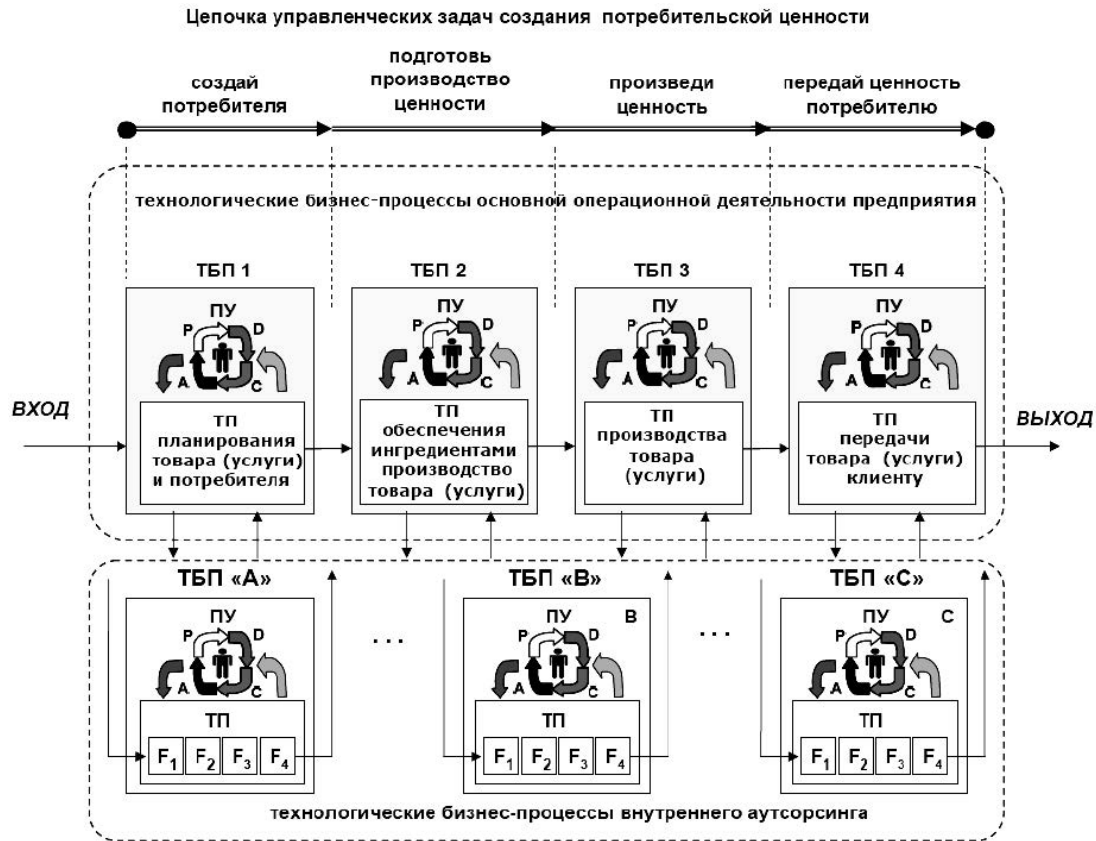 Цепочка управленческих задач создания потребительской ценности
создай
потребителя
подготовь
производство
ценности
произведи
ценность
передай ценность
потребителю
технологические бизнес-процессы основной операционной деятельности предприятия
ТБП 1
ТБП 2
ТБП 3
ТБП 4
ПУ
P
D
A
C
ПУ
P
D
A
C
ПУ
P
D
A
C
ПУ
P
D
A
C
ВХОД
ТП
планирования
товара (услуги)
и потребителя
ТП
обеспечения
ингредиентами
производство
товара (услуги)
ТП
производства
товара
(услуги)
ТП
передачи
товара (услуги)
клиенту
ВЫХОД
ТБП «А»
ТБП «В»
ТБП «С»
ПУ
P
D
A
C
ТП
F1 F2 F3 F4
. . .
ПУ
B
P
D
A
C
ТП
F1 F2 F3 F4
. . .
ПУ
C
P
D
A
C
ТП
F1 F2 F3 F4
технологические бизнес-процессы внутреннего аутсорсинга